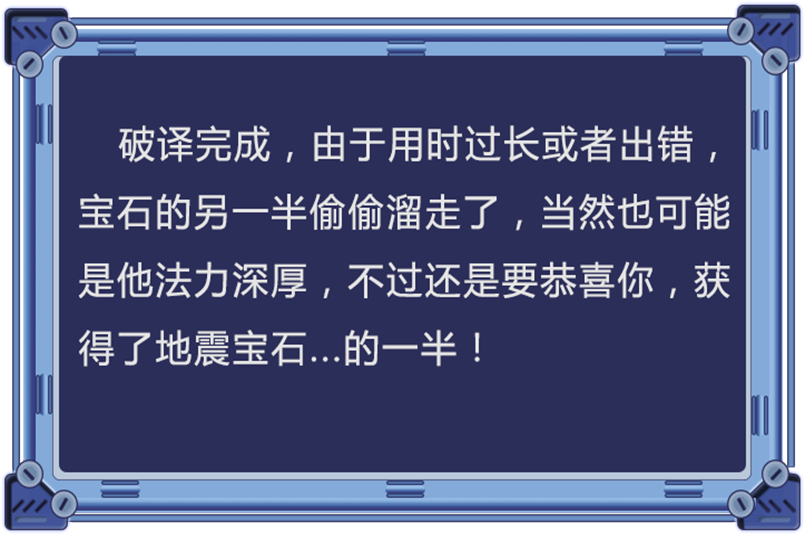 破译完成，由于用时过长或者出错，
宝石的另一半偷偷溜走了，当然也可能
是他法力深厚，不过还是要恭喜你，获
得了地震宝石...的一半！